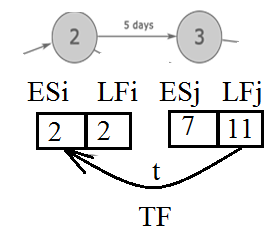 2 5 days 3
ESi LFi ESj LFj
2 2 7 11
t
TF